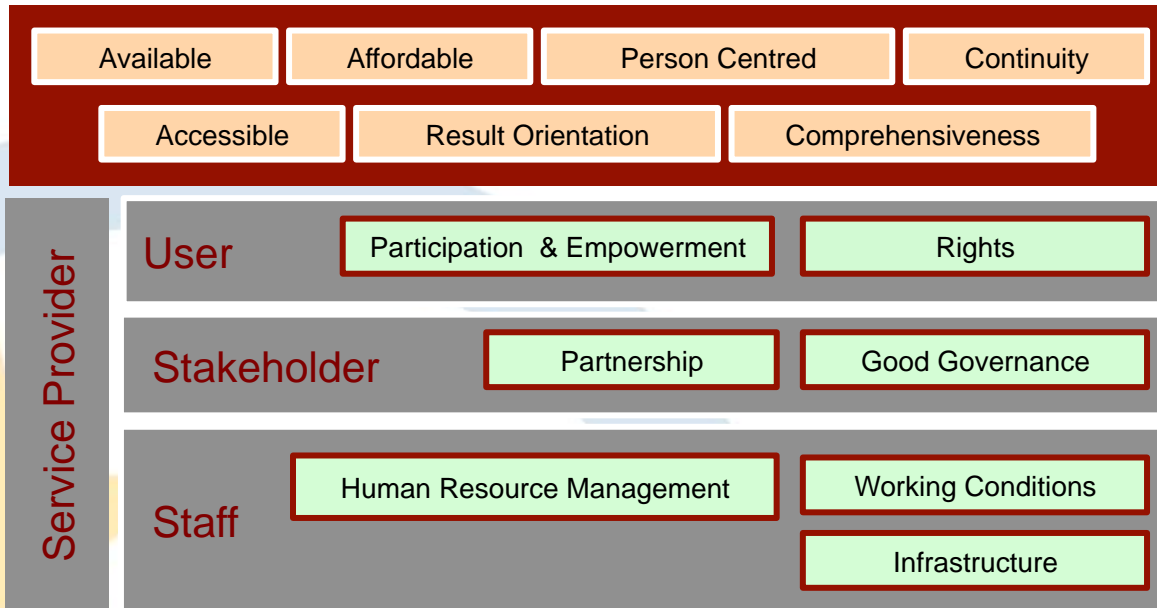 Available
Affordable
Person Centred
Continuity
Accessible
Result Orientation
Comprehensiveness
Service Provider
User
Participation & Empowerment
Rights
Stakeholder
Partnership
Good Governance
Staff
Human Resource Management
Working Conditions
Infrastructure